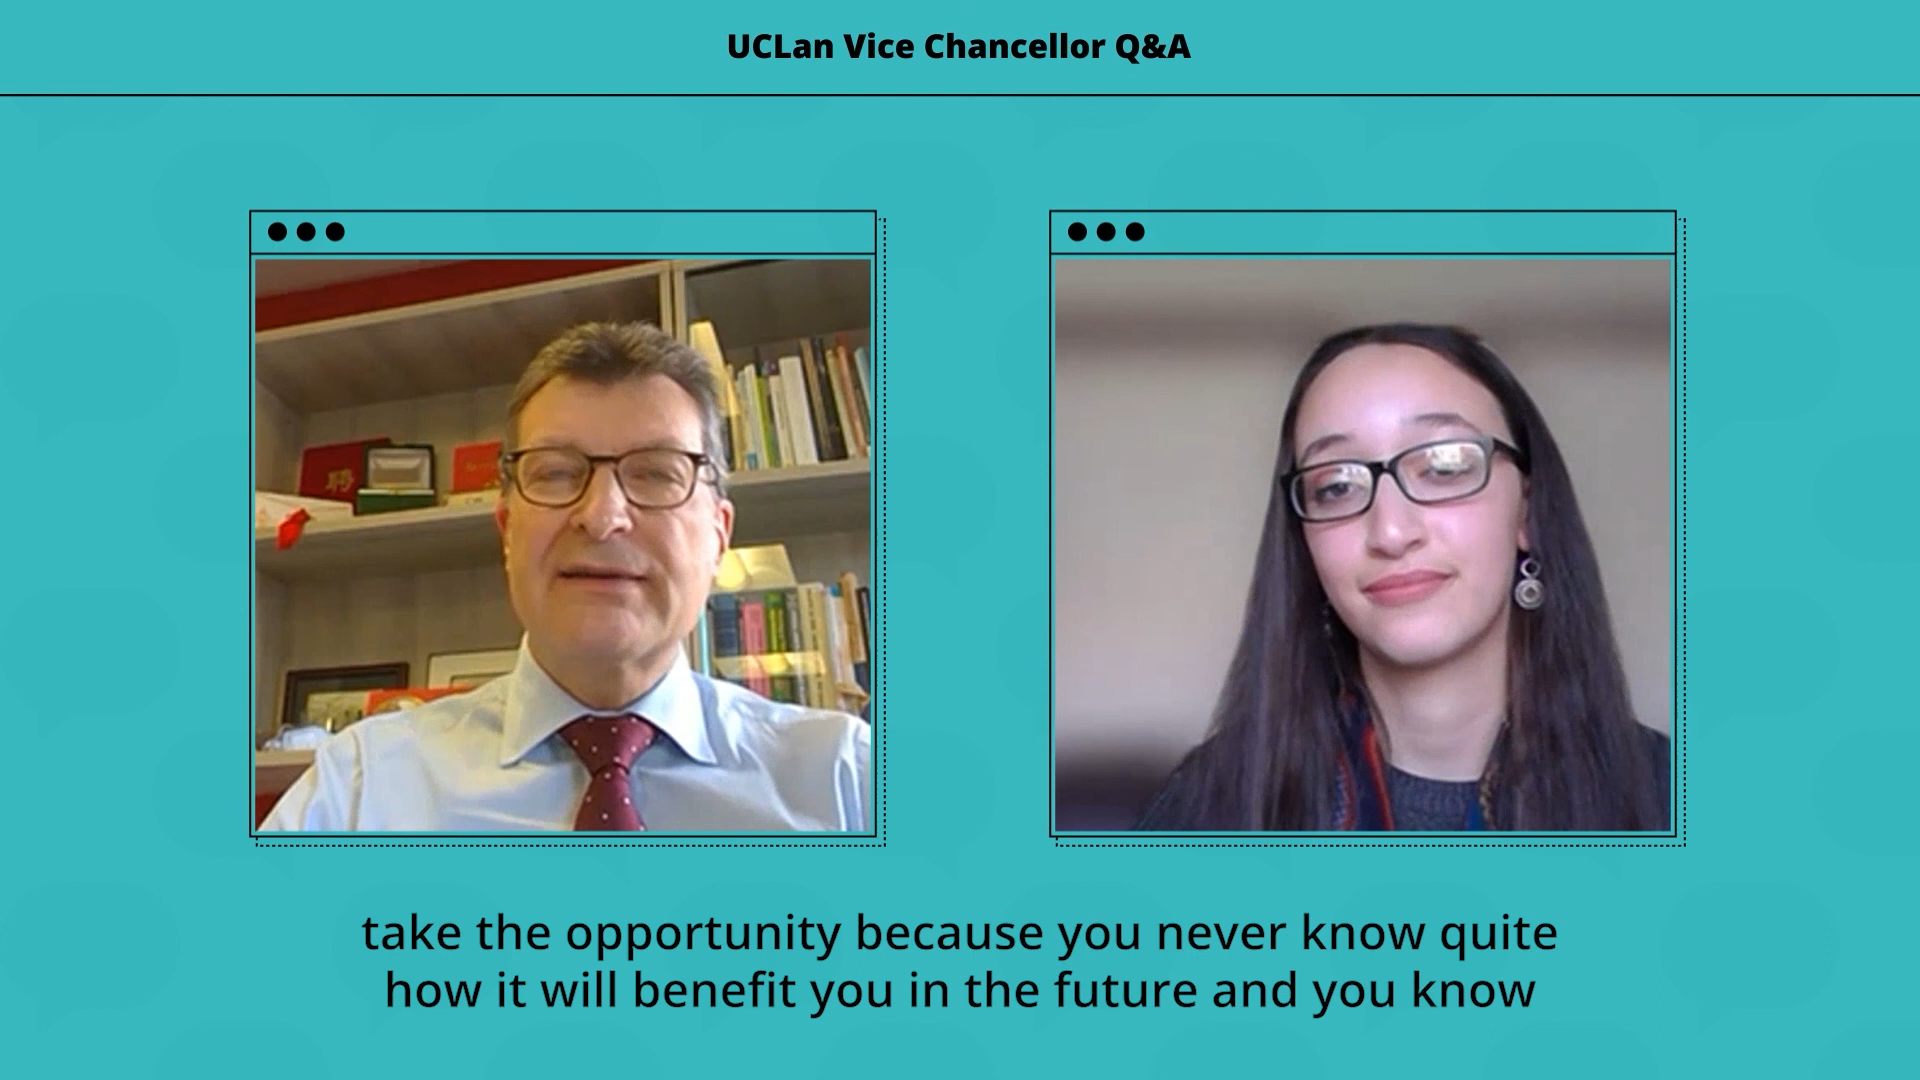 UCLan Vice Chancellor Q&A
take the opportunity because you never know quite
how it will benefit you in the future and you know